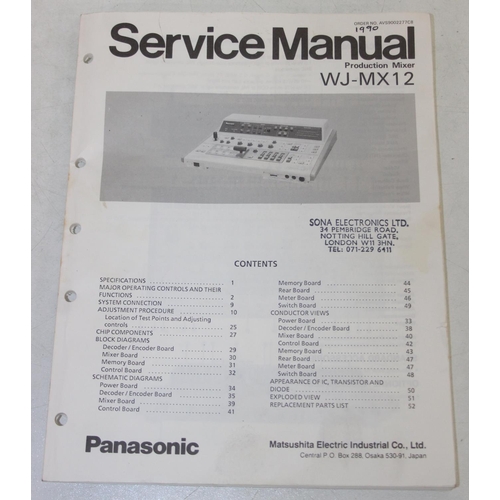 ORDER NO. AVS9002277C8
1990
Service Manual
Production Mixer
WJ-MX12
SONA ELECTRONICS LTD.
34 PEMBRIDGE ROAD,
NOTTING HILL GATE,
LONDON W11 3HN.
TEL: 071-229 6411
CONTENTS
SPECIFICATIONS 1
MAJOR OPERATING CONTROLS AND THEIR
FUNCTIONS 2
SYSTEM CONNECTION 9
ADJUSTMENT PROCEDURE 10
Location of Test Points and Adjusting
controls 25
CHIP COMPONENTS 27
BLOCK DIAGRAMS
Decoder / Encoder Board 29
Mixer Board 30
Memory Board 31
Control Board 32
SCHEMATIC DIAGRAMS
Power Board 34
Decoder / Encoder Board 35
Mixer Board 39
Control Board 41
Memory Board 44
Rear Board 45
Meter Board 46
Switch Board 49
CONDUCTOR VIEWS
Power Board 33
Decoder / Encoder Board 38
Mixer Board 40
Control Board 42
Memory Board 43
Rear Board 47
Meter Board 47
Switch Board 48
APPEARANCE OF IC, TRANSISTOR AND
DIODE 50
EXPLODED VIEW 51
REPLACEMENT PARTS LIST 52
Panasonic
Matsushita Electric Industrial Co., Ltd.
Central P.O. Box 288, Osaka 530-91, Japan